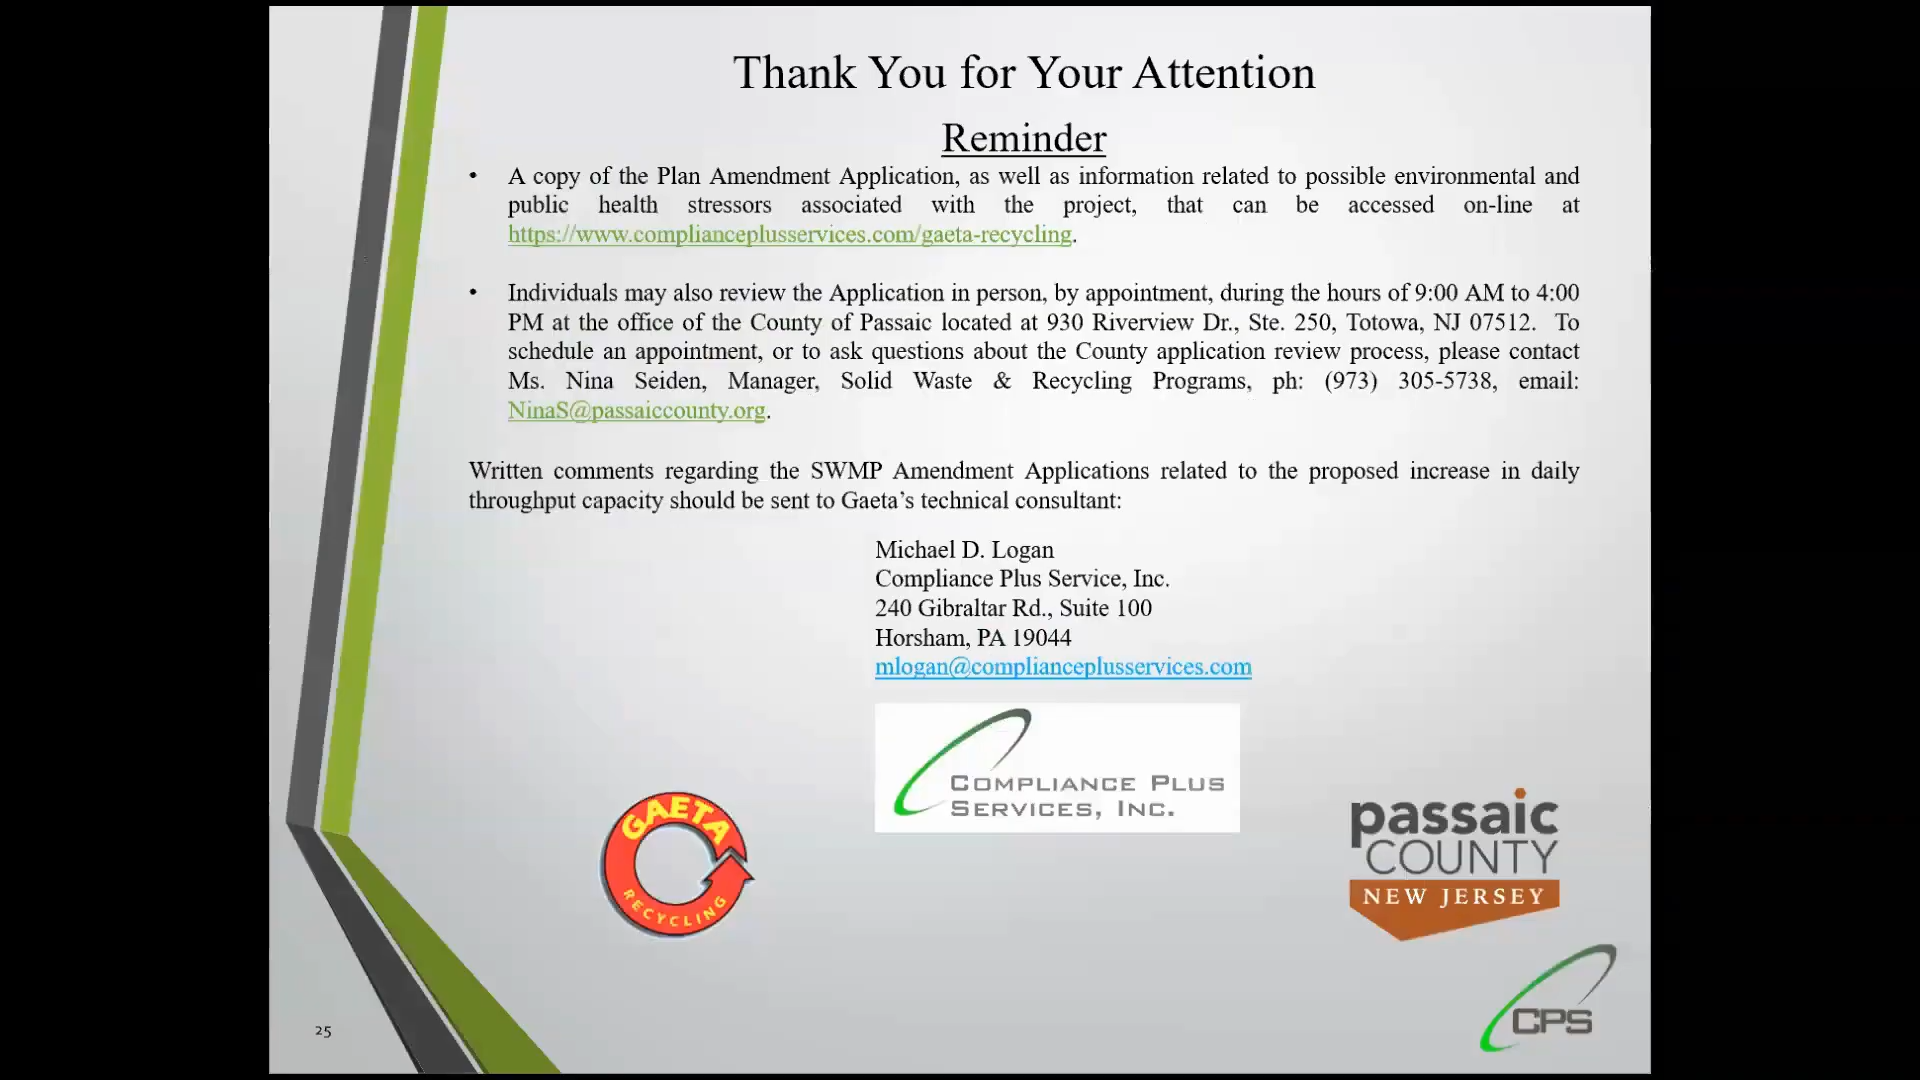 Thank You for Your Attention
Reminder
• A copy of the Plan Amendment Application, as well as information related to possible environmental and
public health stressors associated with the project, that can be accessed on-line at
https://www.complianceplusservices.com/gaeta-recycling.
• Individuals may also review the Application in person, by appointment, during the hours of 9:00 AM to 4:00
PM at the office of the County of Passaic located at 930 Riverview Dr., Ste. 250, Totowa, NJ 07512. To
schedule an appointment, or to ask questions about the County application review process, please contact
Ms. Nina Seiden, Manager, Solid Waste & Recycling Programs, ph: (973) 305-5738, email:
NinaS@passaiccounty.org.
Written comments regarding the SWMP Amendment Applications related to the proposed increase in daily
throughput capacity should be sent to Gaeta’s technical consultant:
Michael D. Logan
Compliance Plus Service, Inc.
240 Gibraltar Rd., Suite 100
Horsham, PA 19044
mlogan@complianceplusservices.com
COMPLIANCE PLUS
SERVICES, INC.
GAETA
RECYCLING
passaic
COUNTY
NEW JERSEY
CPS
25